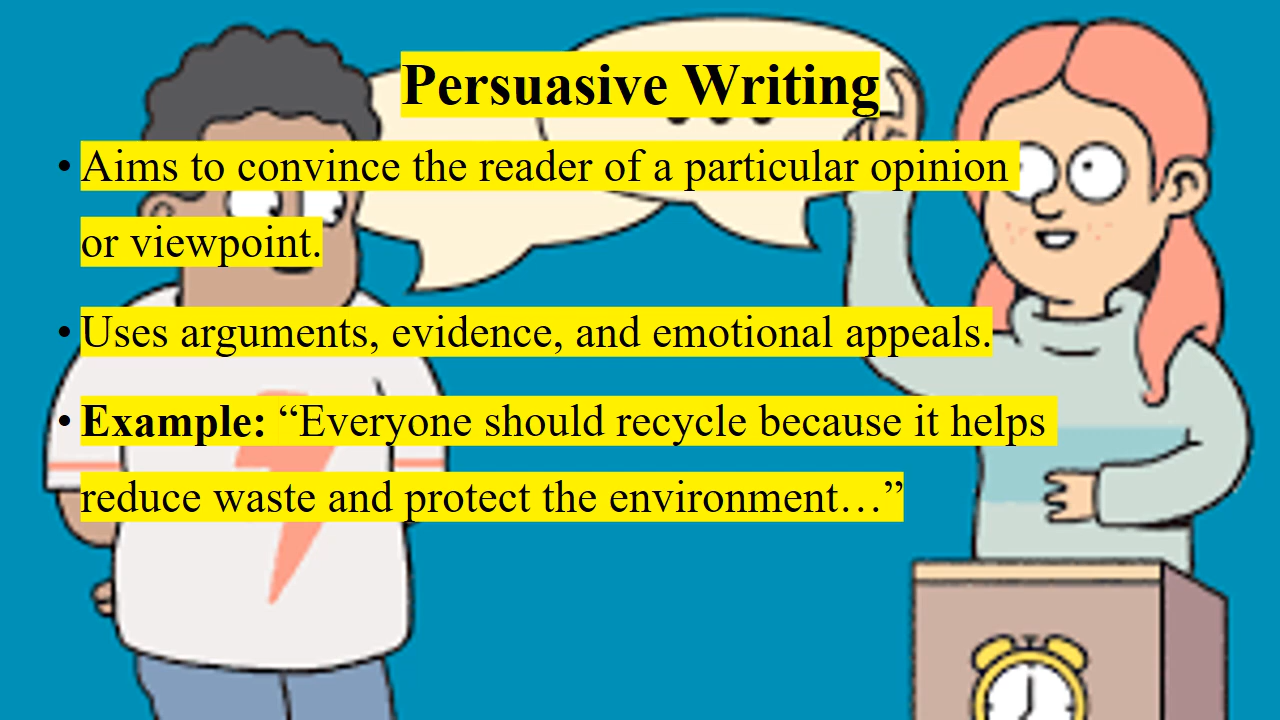 Persuasive Writing
• Aims to convince the reader of a particular opinion
or viewpoint.
• Uses arguments, evidence, and emotional appeals.
• Example: “Everyone should recycle because it helps
reduce waste and protect the environment…”